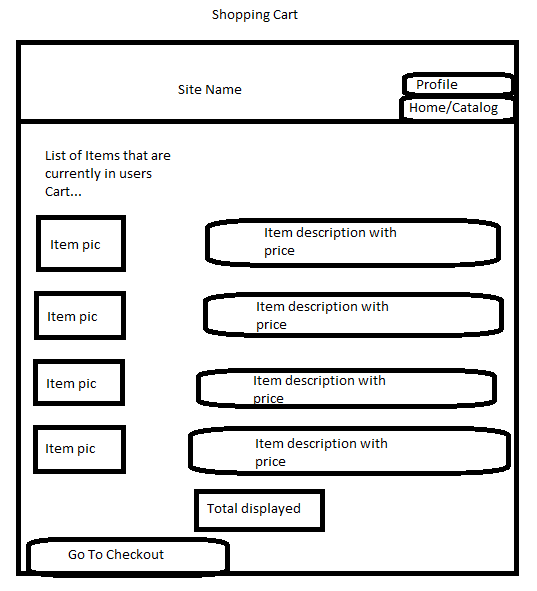 Shopping Cart
Site Name
Profile
Home/Catalog
List of Items that are
currently in users
Cart...
Item pic
Item description with
price
Item pic
Item description with
price
Item pic
Item description with
price
Item pic
Item description with
price
Total displayed
Go To Checkout